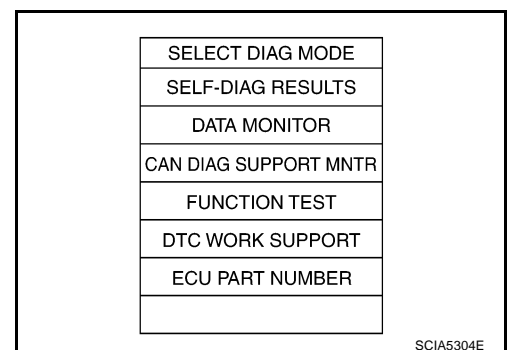 SELECT DIAG MODE
SELF-DIAG RESULTS
DATA MONITOR
CAN DIAG SUPPORT MNTR
FUNCTION TEST
DTC WORK SUPPORT
ECU PART NUMBER
SCIA5304E